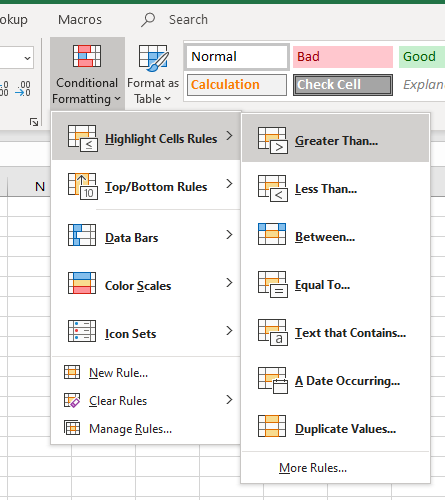 okup Macros Search
Conditional Formatting
Format as Table
Normal Bad Good
Calculation Check Cell Explana
Highlight Cells Rules
Top/Bottom Rules
Data Bars
Color Scales
Icon Sets
New Rule...
Clear Rules
Manage Rules...
Greater Than...
Less Than...
Between...
Equal To...
Text that Contains...
A Date Occurring...
Duplicate Values...
More Rules...
N